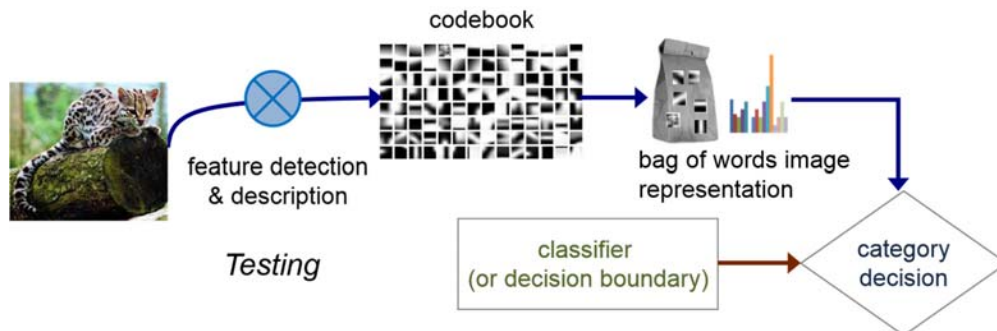 codebook
feature detection
& description
bag of words image
representation
Testing
classifier
(or decision boundary)
category
decision